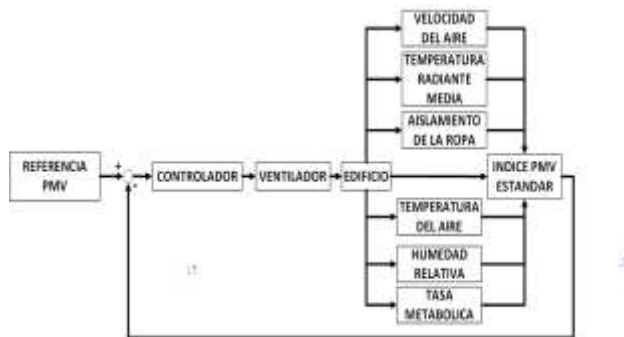 VELOCIDAD
DEL AIRE
TEMPERATURA
RADIANTE
MEDIA
AISLAMIENTO
DE LA ROPA
REFERENCIA
PMV
+
-
CONTROLADOR
VENTILADOR
EDIFICIO
INDICE PMV
ESTANDAR
TEMPERATURA
DEL AIRE
HUMEDAD
RELATIVA
TASA
METABOLICA